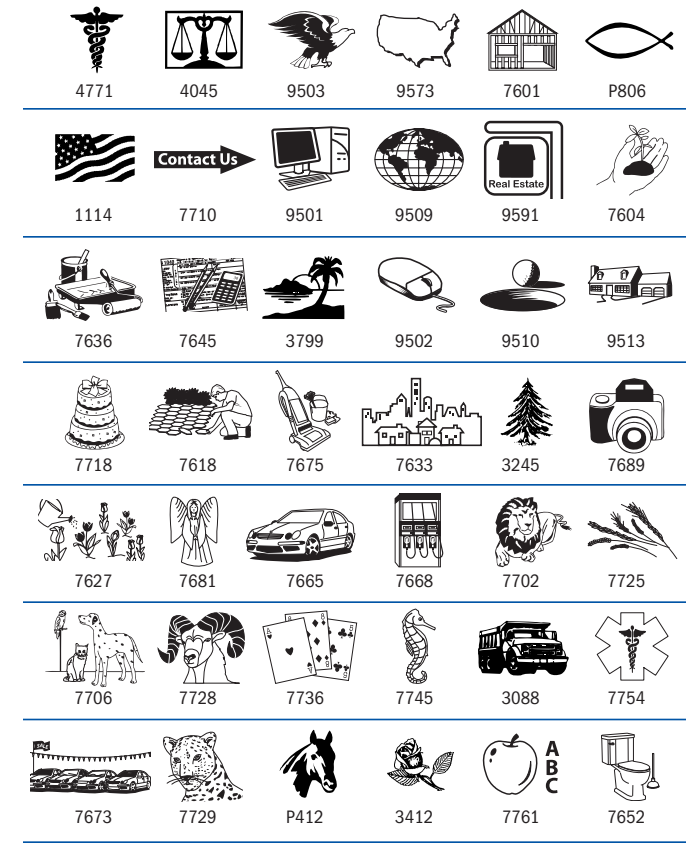 4771 4045 9503 9573 7601 P806
Contact Us
Real Estate
1114 7710 9501 9509 9591 7604
7636 7645 3799 9502 9510 9513
7718 7618 7675 7633 3245 7689
7627 7681 7665 7668 7702 7725
7706 7728 7736 7745 3088 7754
SALE
A
B
C
7673 7729 P412 3412 7761 7652